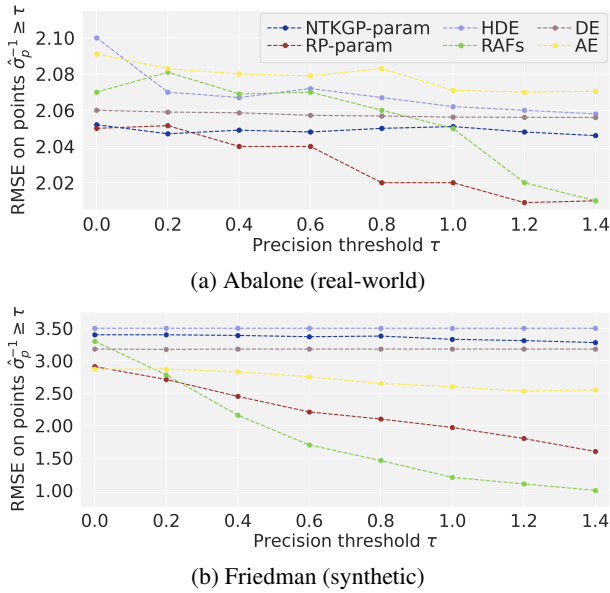 RMSE on points σ̂ₚ⁻¹ ≥ τ
2.10
2.08
2.06
2.04
2.02
NTKGP-param HDE DE
RP-param RAFs AE
0.0 0.2 0.4 0.6 0.8 1.0 1.2 1.4
Precision threshold τ
(a) Abalone (real-world)
RMSE on points σ̂ₚ⁻¹ ≥ τ
3.50
3.00
2.50
2.00
1.50
1.00
0.0 0.2 0.4 0.6 0.8 1.0 1.2 1.4
Precision threshold τ
(b) Friedman (synthetic)